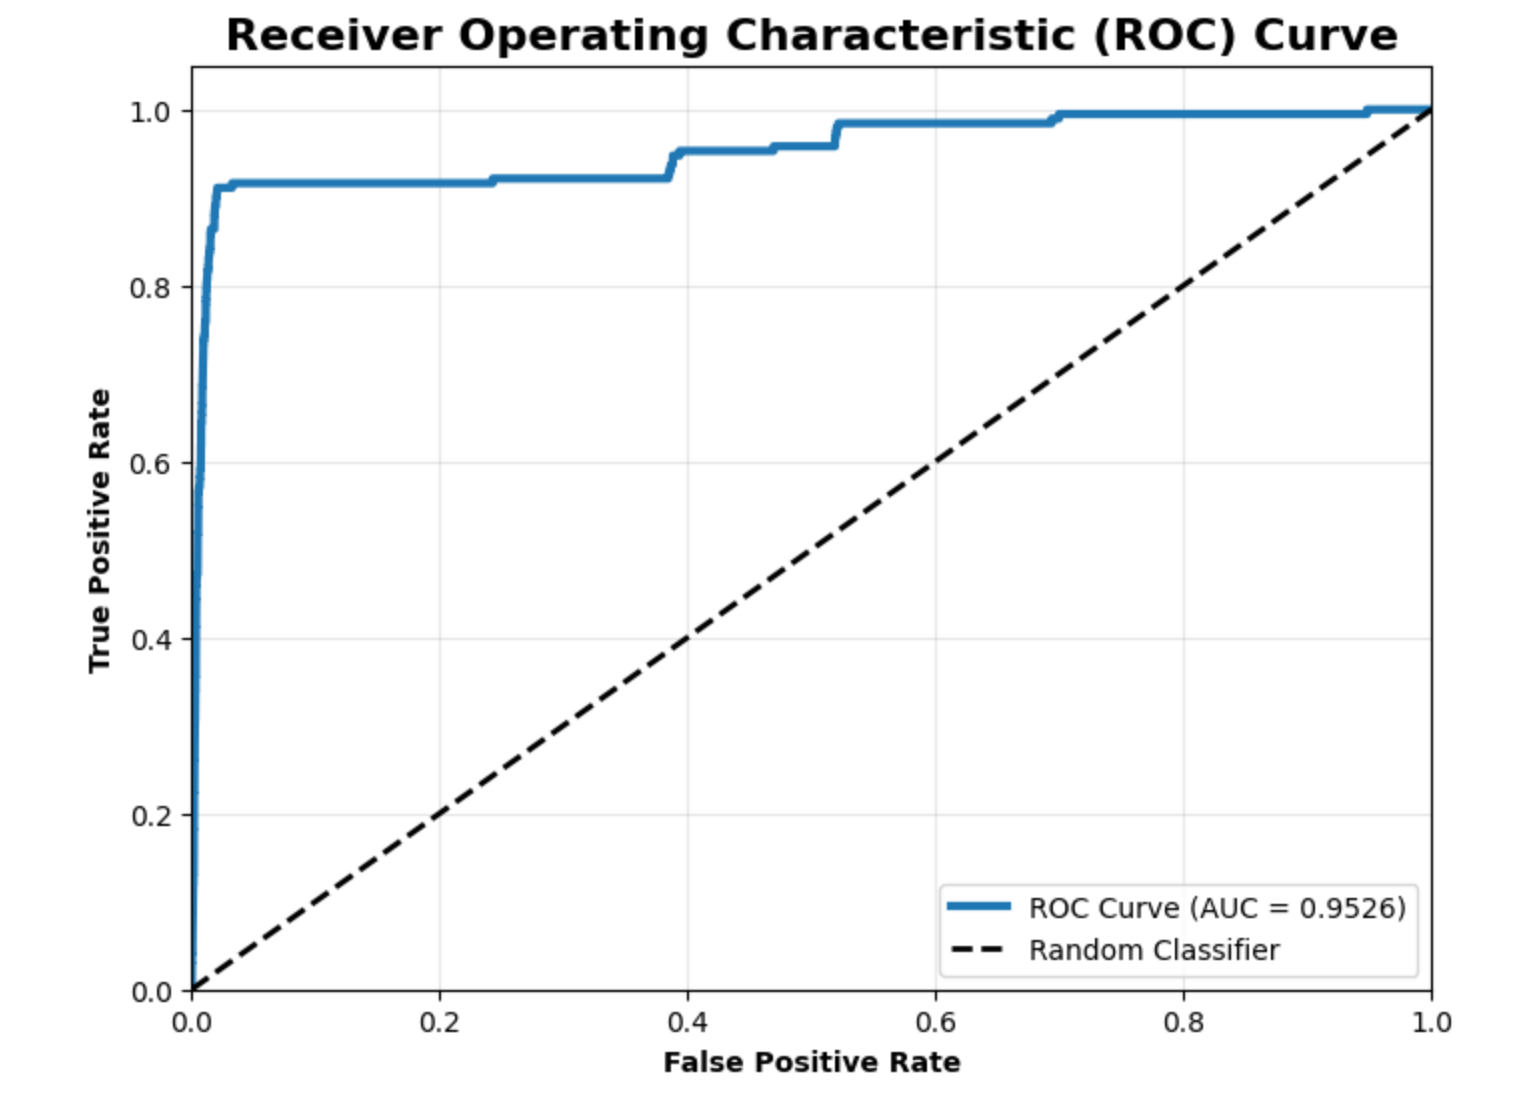 Receiver Operating Characteristic (ROC) Curve
1.0
0.8
0.6
0.4
0.2
0.0
True Positive Rate
0.0 0.2 0.4 0.6 0.8 1.0
False Positive Rate
ROC Curve (AUC = 0.9526)
Random Classifier